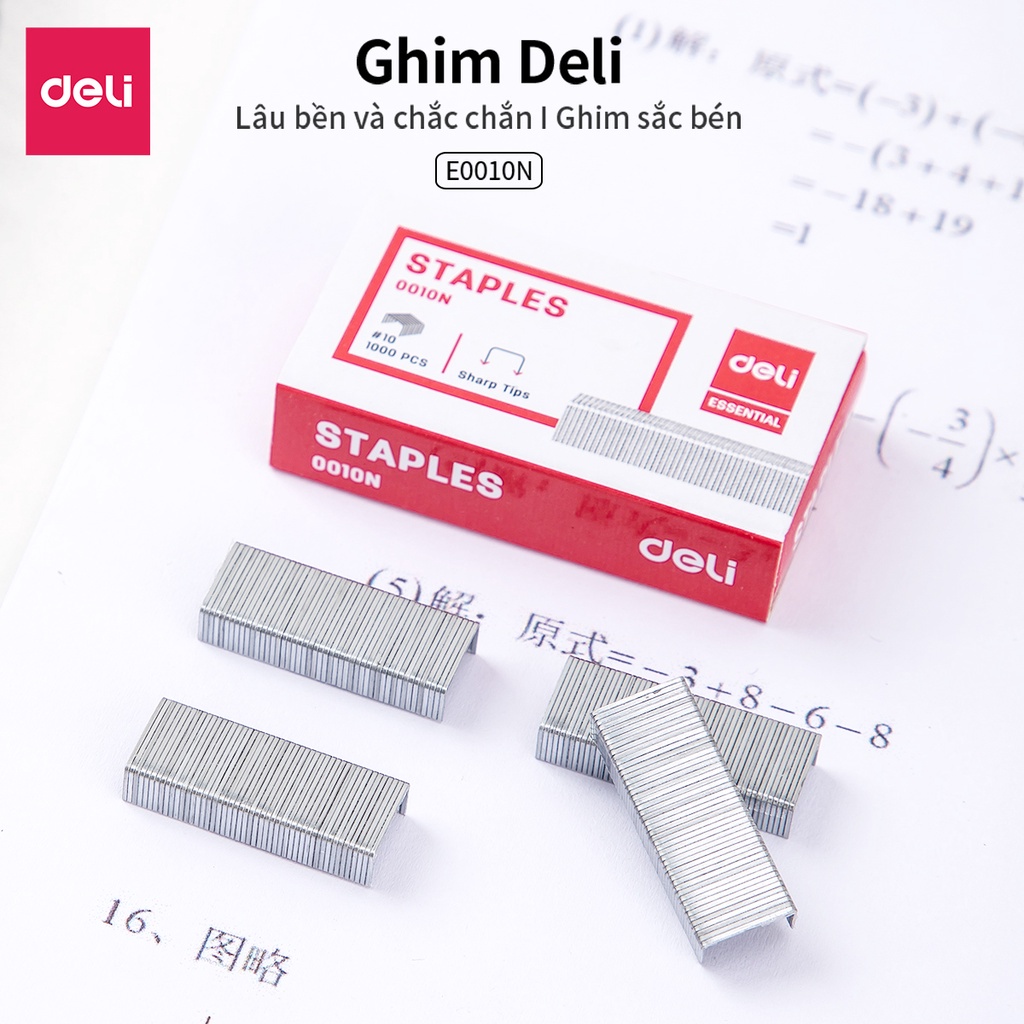 deli
Ghim Deli
Lâu bền và chắc chắn I Ghim sắc bén
E0010N
(1)解: 原式=(-3)+(-
=-(3+4+1
=-18+19
=1
STAPLES
0010N
#10
1000 PCS
Sharp Tips
deli
ESSENTIAL
STAPLES
0010N
deli
-(-3/4)×
(5)解: 原式=-3+8-6-8
16、图略